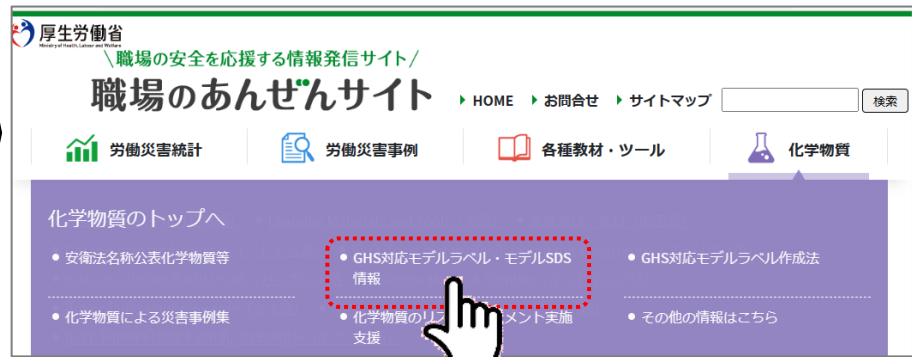 厚生労働省
Ministry of Health, Labour and Welfare
\職場の安全を応援する情報発信サイト/
職場のあんぜんサイト
HOME お問合せ サイトマップ 検索
労働災害統計 労働災害事例 各種教材・ツール 化学物質
化学物質のトップへ
• 安衛法名称公表化学物質等
• GHS対応モデルラベル・モデルSDS
情報
• GHS対応モデルラベル作成法
• 化学物質による災害事例集
• 化学物質のリス メント実施
支援
• その他の情報はこちら